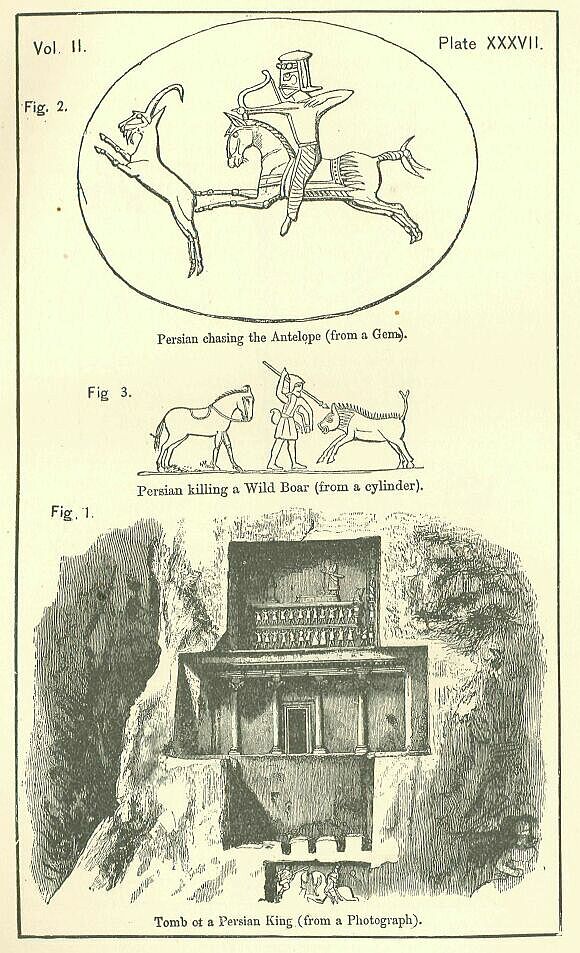 Vol. II.
Plate XXXVII.
Fig. 2.
Persian chasing the Antelope (from a Gem).
Fig 3.
Persian killing a Wild Boar (from a cylinder).
Fig. 1.
Tomb of a Persian King (from a Photograph).